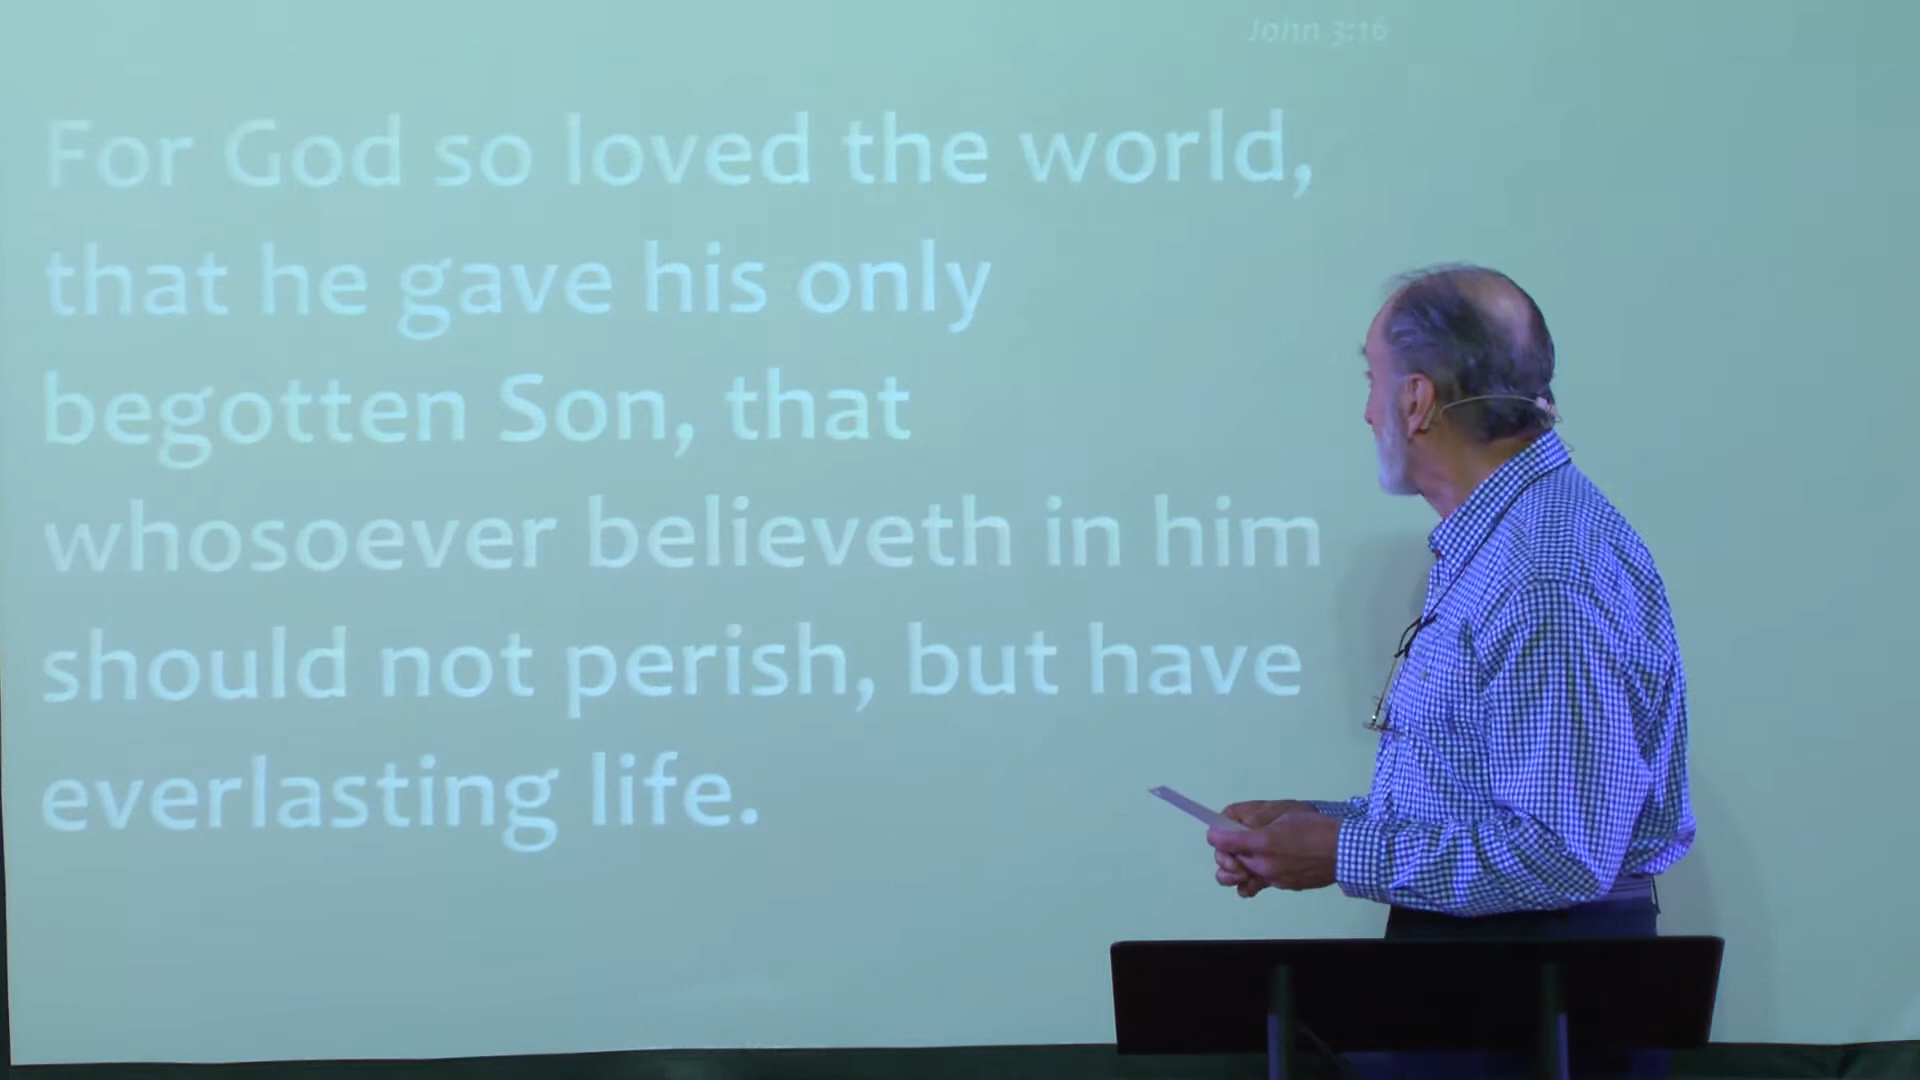 John 3:16
For God so loved the world,
that he gave his only
begotten Son, that
whosoever believeth in him
should not perish, but have
everlasting life.